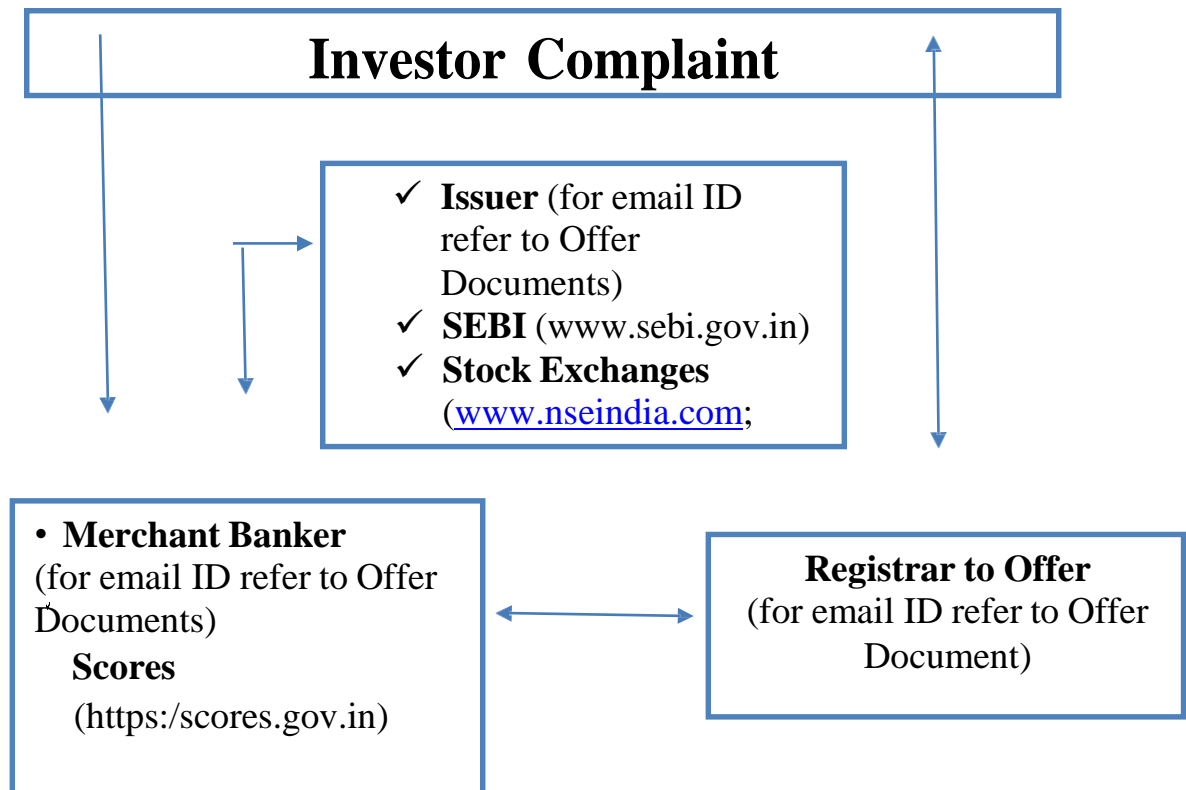 Investor Complaint
✓ Issuer (for email ID
refer to Offer
Documents)
✓ SEBI (www.sebi.gov.in)
✓ Stock Exchanges
(www.nseindia.com;
• Merchant Banker
(for email ID refer to Offer
Documents)
Scores
(https:/scores.gov.in)
Registrar to Offer
(for email ID refer to Offer
Document)